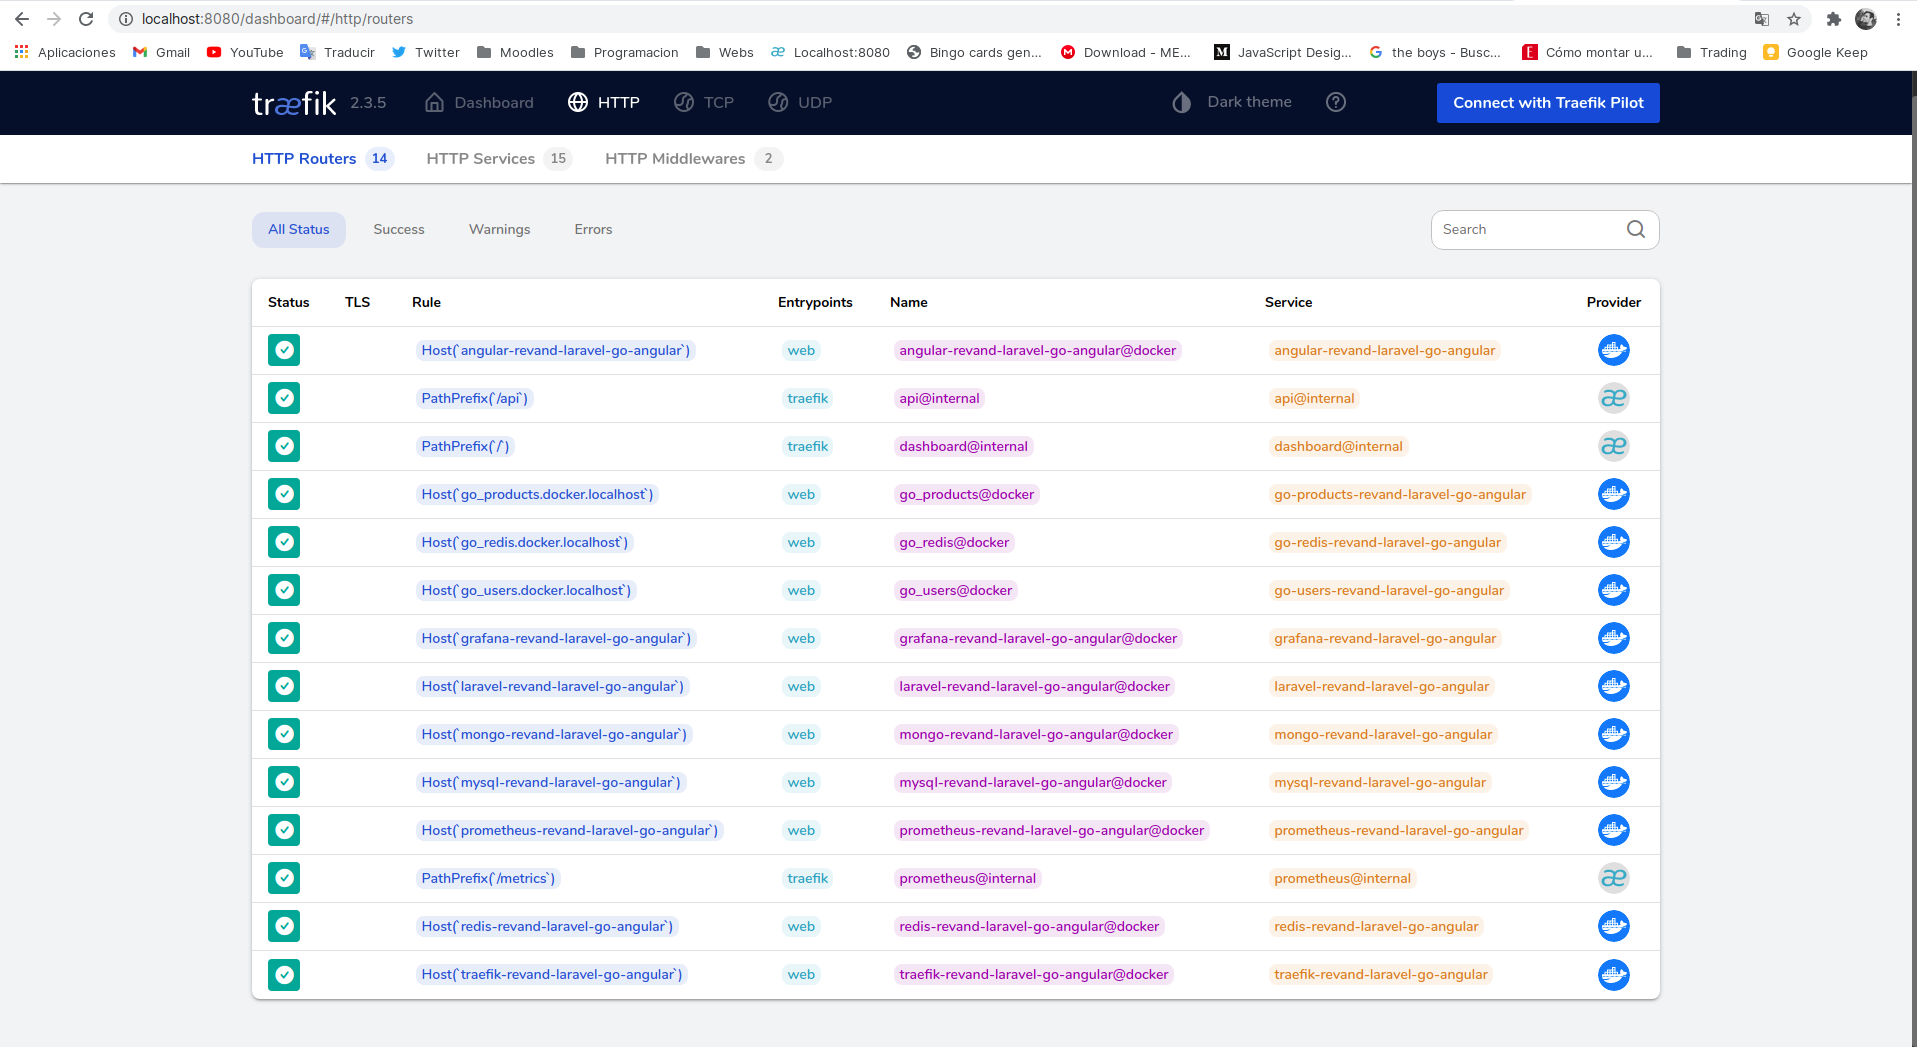 localhost:8080/dashboard/#/http/routers
Aplicaciones Gmail YouTube Traducir Twitter Moodles Programacion Webs Localhost:8080 Bingo cards gen... Download - ME... JavaScript Desig... the boys - Busc... Cómo montar u... Trading Google Keep
træfik 2.3.5 Dashboard HTTP TCP UDP Dark theme Connect with Traefik Pilot
HTTP Routers 14 HTTP Services 15 HTTP Middlewares 2
All Status Success Warnings Errors Search
Status TLS Rule Entrypoints Name Service Provider
Host(`angular-revand-laravel-go-angular`) web angular-revand-laravel-go-angular@docker angular-revand-laravel-go-angular
PathPrefix(`/api`) traefik api@internal api@internal æ
PathPrefix(`/`) traefik dashboard@internal dashboard@internal æ
Host(`go_products.docker.localhost`) web go_products@docker go-products-revand-laravel-go-angular
Host(`go_redis.docker.localhost`) web go_redis@docker go-redis-revand-laravel-go-angular
Host(`go_users.docker.localhost`) web go_users@docker go-users-revand-laravel-go-angular
Host(`grafana-revand-laravel-go-angular`) web grafana-revand-laravel-go-angular@docker grafana-revand-laravel-go-angular
Host(`laravel-revand-laravel-go-angular`) web laravel-revand-laravel-go-angular@docker laravel-revand-laravel-go-angular
Host(`mongo-revand-laravel-go-angular`) web mongo-revand-laravel-go-angular@docker mongo-revand-laravel-go-angular
Host(`mysql-revand-laravel-go-angular`) web mysql-revand-laravel-go-angular@docker mysql-revand-laravel-go-angular
Host(`prometheus-revand-laravel-go-angular`) web prometheus-revand-laravel-go-angular@docker prometheus-revand-laravel-go-angular
PathPrefix(`/metrics`) traefik prometheus@internal prometheus@internal æ
Host(`redis-revand-laravel-go-angular`) web redis-revand-laravel-go-angular@docker redis-revand-laravel-go-angular
Host(`traefik-revand-laravel-go-angular`) web traefik-revand-laravel-go-angular@docker traefik-revand-laravel-go-angular